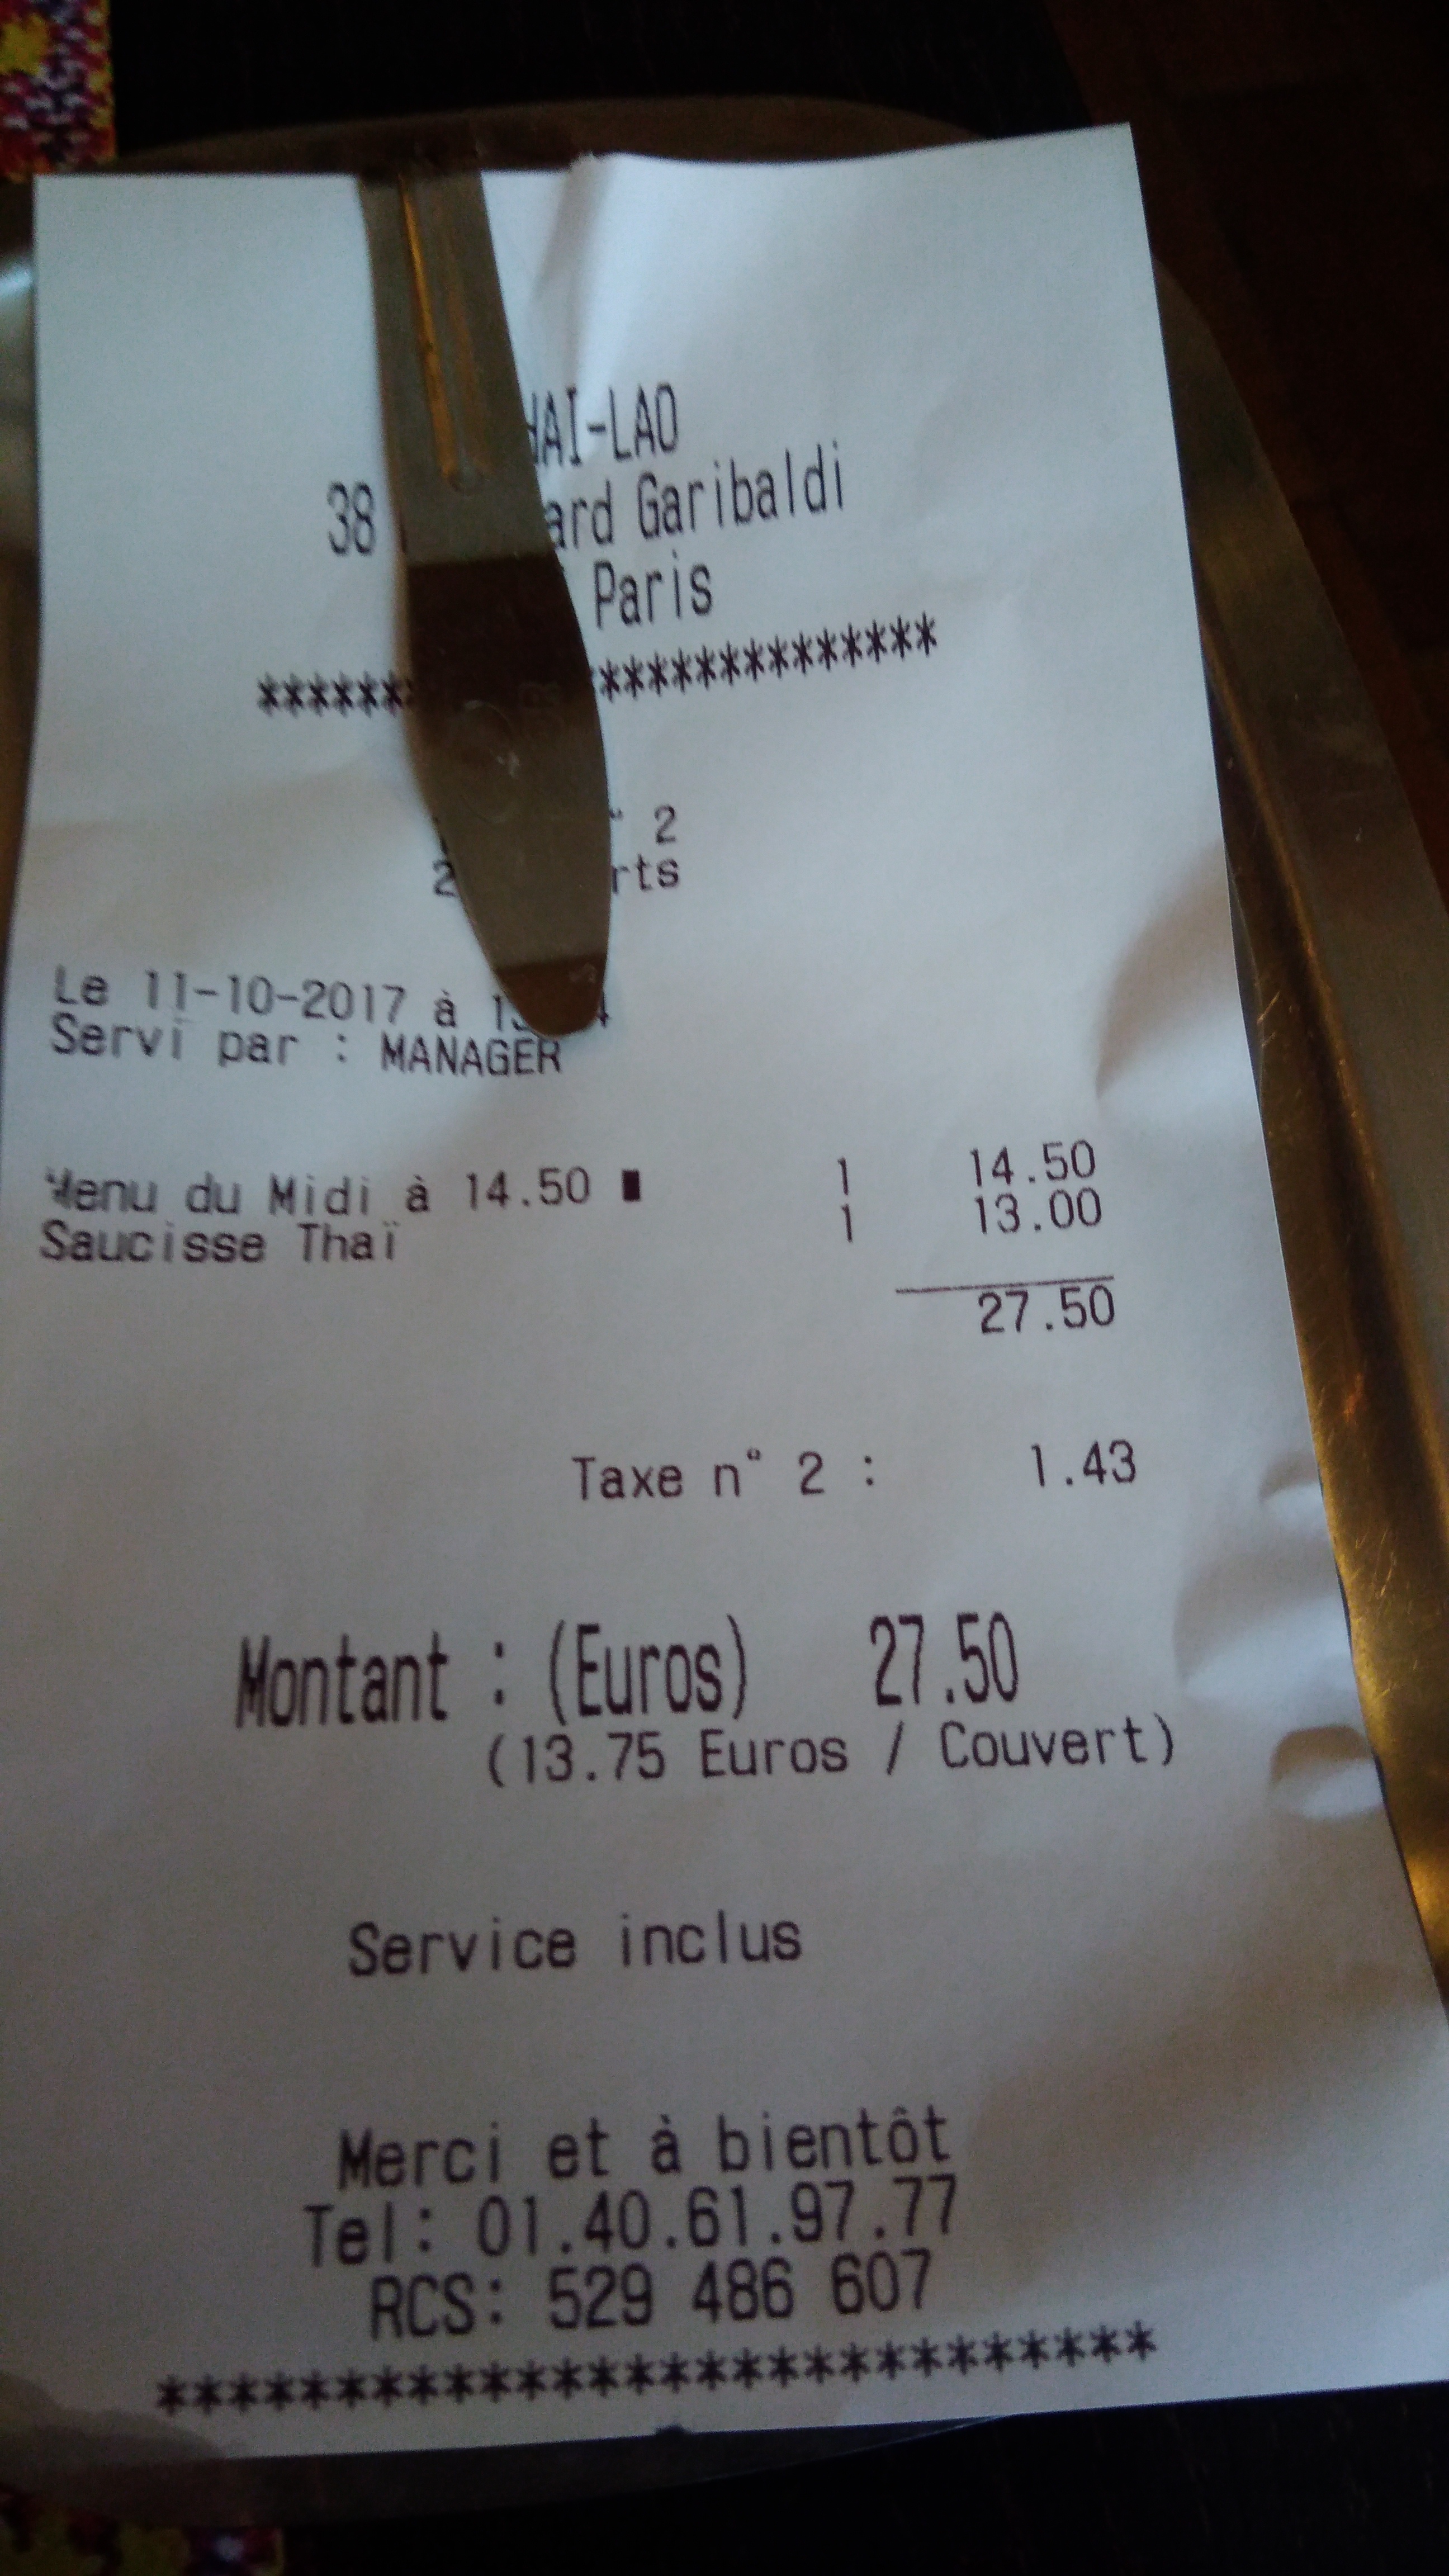 HAI-LAO
38 ard Garibaldi
Paris
***************************
2
2 rts
Le 11-10-2017 à
Servi par : MANAGER
Menu du Midi à 14.50 ▮ 1 14.50
Saucisse Thaï 1 13.00
27.50
Taxe n° 2 : 1.43
Montant : (Euros) 27.50
(13.75 Euros / Couvert)
Service inclus
Merci et à bientôt
Tel: 01.40.61.97.77
RCS: 529 486 607
****************************